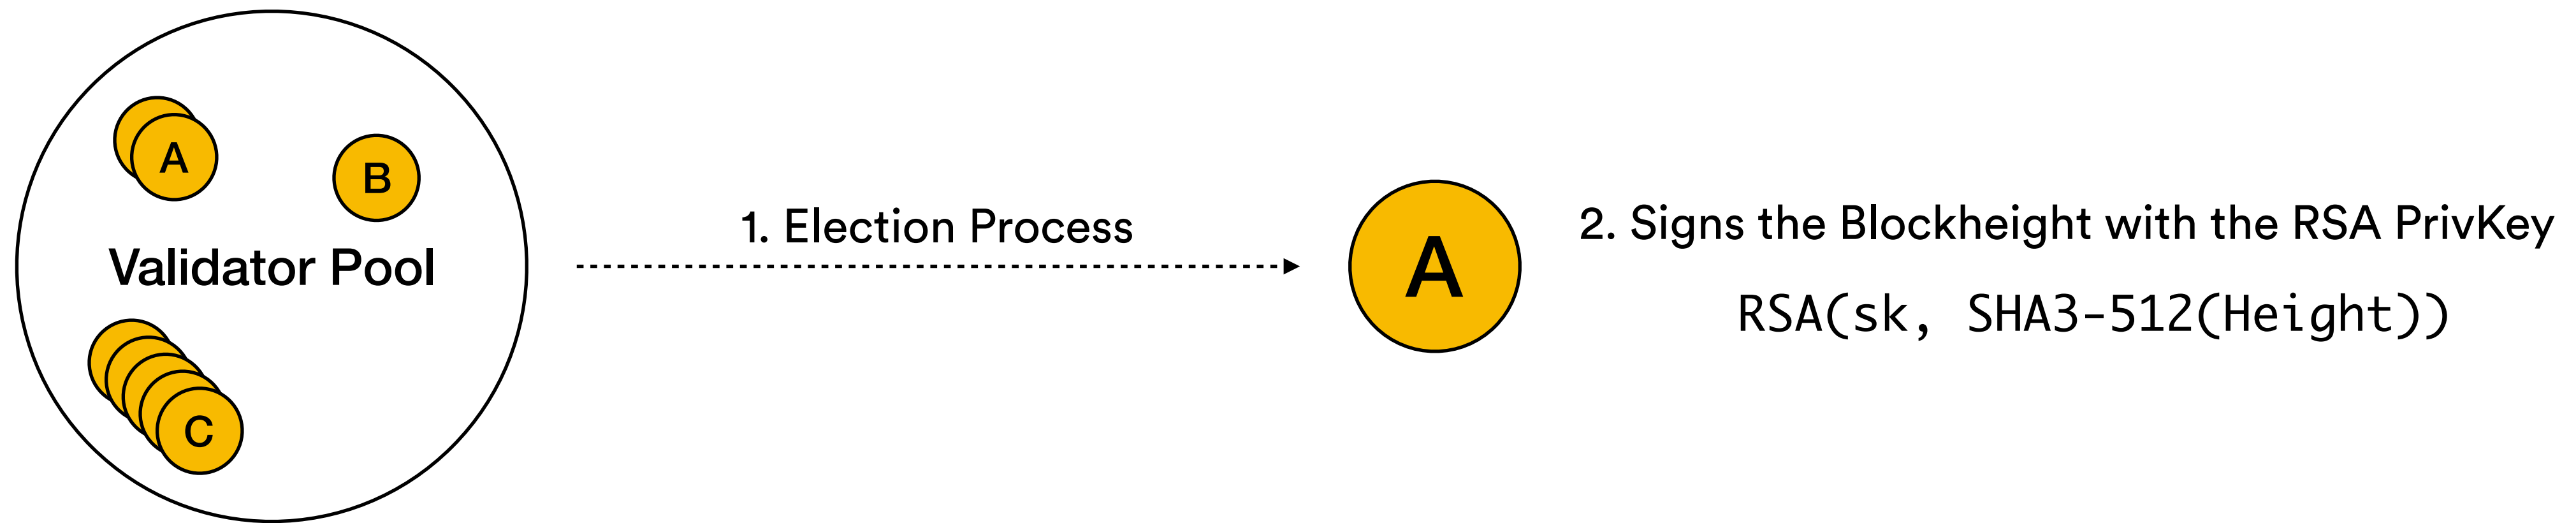 A
B
Validator Pool
C
1. Election Process
A
2. Signs the Blockheight with the RSA PrivKey
RSA(sk, SHA3-512(Height))